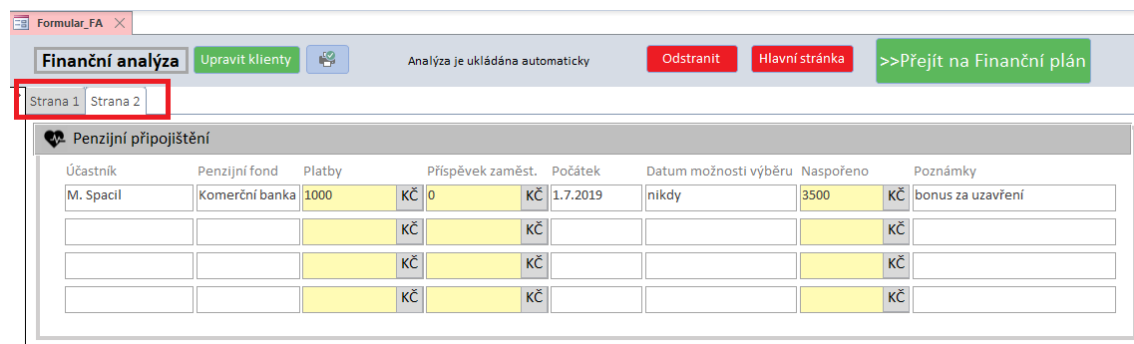 Formular_FA
Finanční analýza Upravit klienty Analýza je ukládána automaticky Odstranit Hlavní stránka >>Přejít na Finanční plán
Strana 1 Strana 2
Penzijní připojištění
Účastník Penzijní fond Platby Příspěvek zaměst. Počátek Datum možnosti výběru Naspořeno Poznámky
M. Spacil Komerční banka 1000 KČ 0 KČ 1.7.2019 nikdy 3500 KČ bonus za uzavření
KČ KČ KČ
KČ KČ KČ
KČ KČ KČ